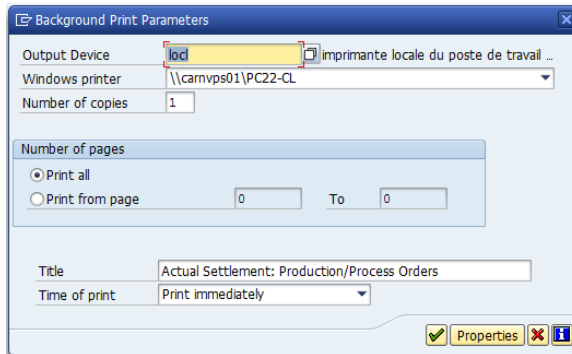 Background Print Parameters
Output Device locl imprimante locale du poste de travail ...
Windows printer \\carnvps01\PC22-CL
Number of copies 1
Number of pages
Print all
Print from page 0 To 0
Title Actual Settlement: Production/Process Orders
Time of print Print immediately
Properties